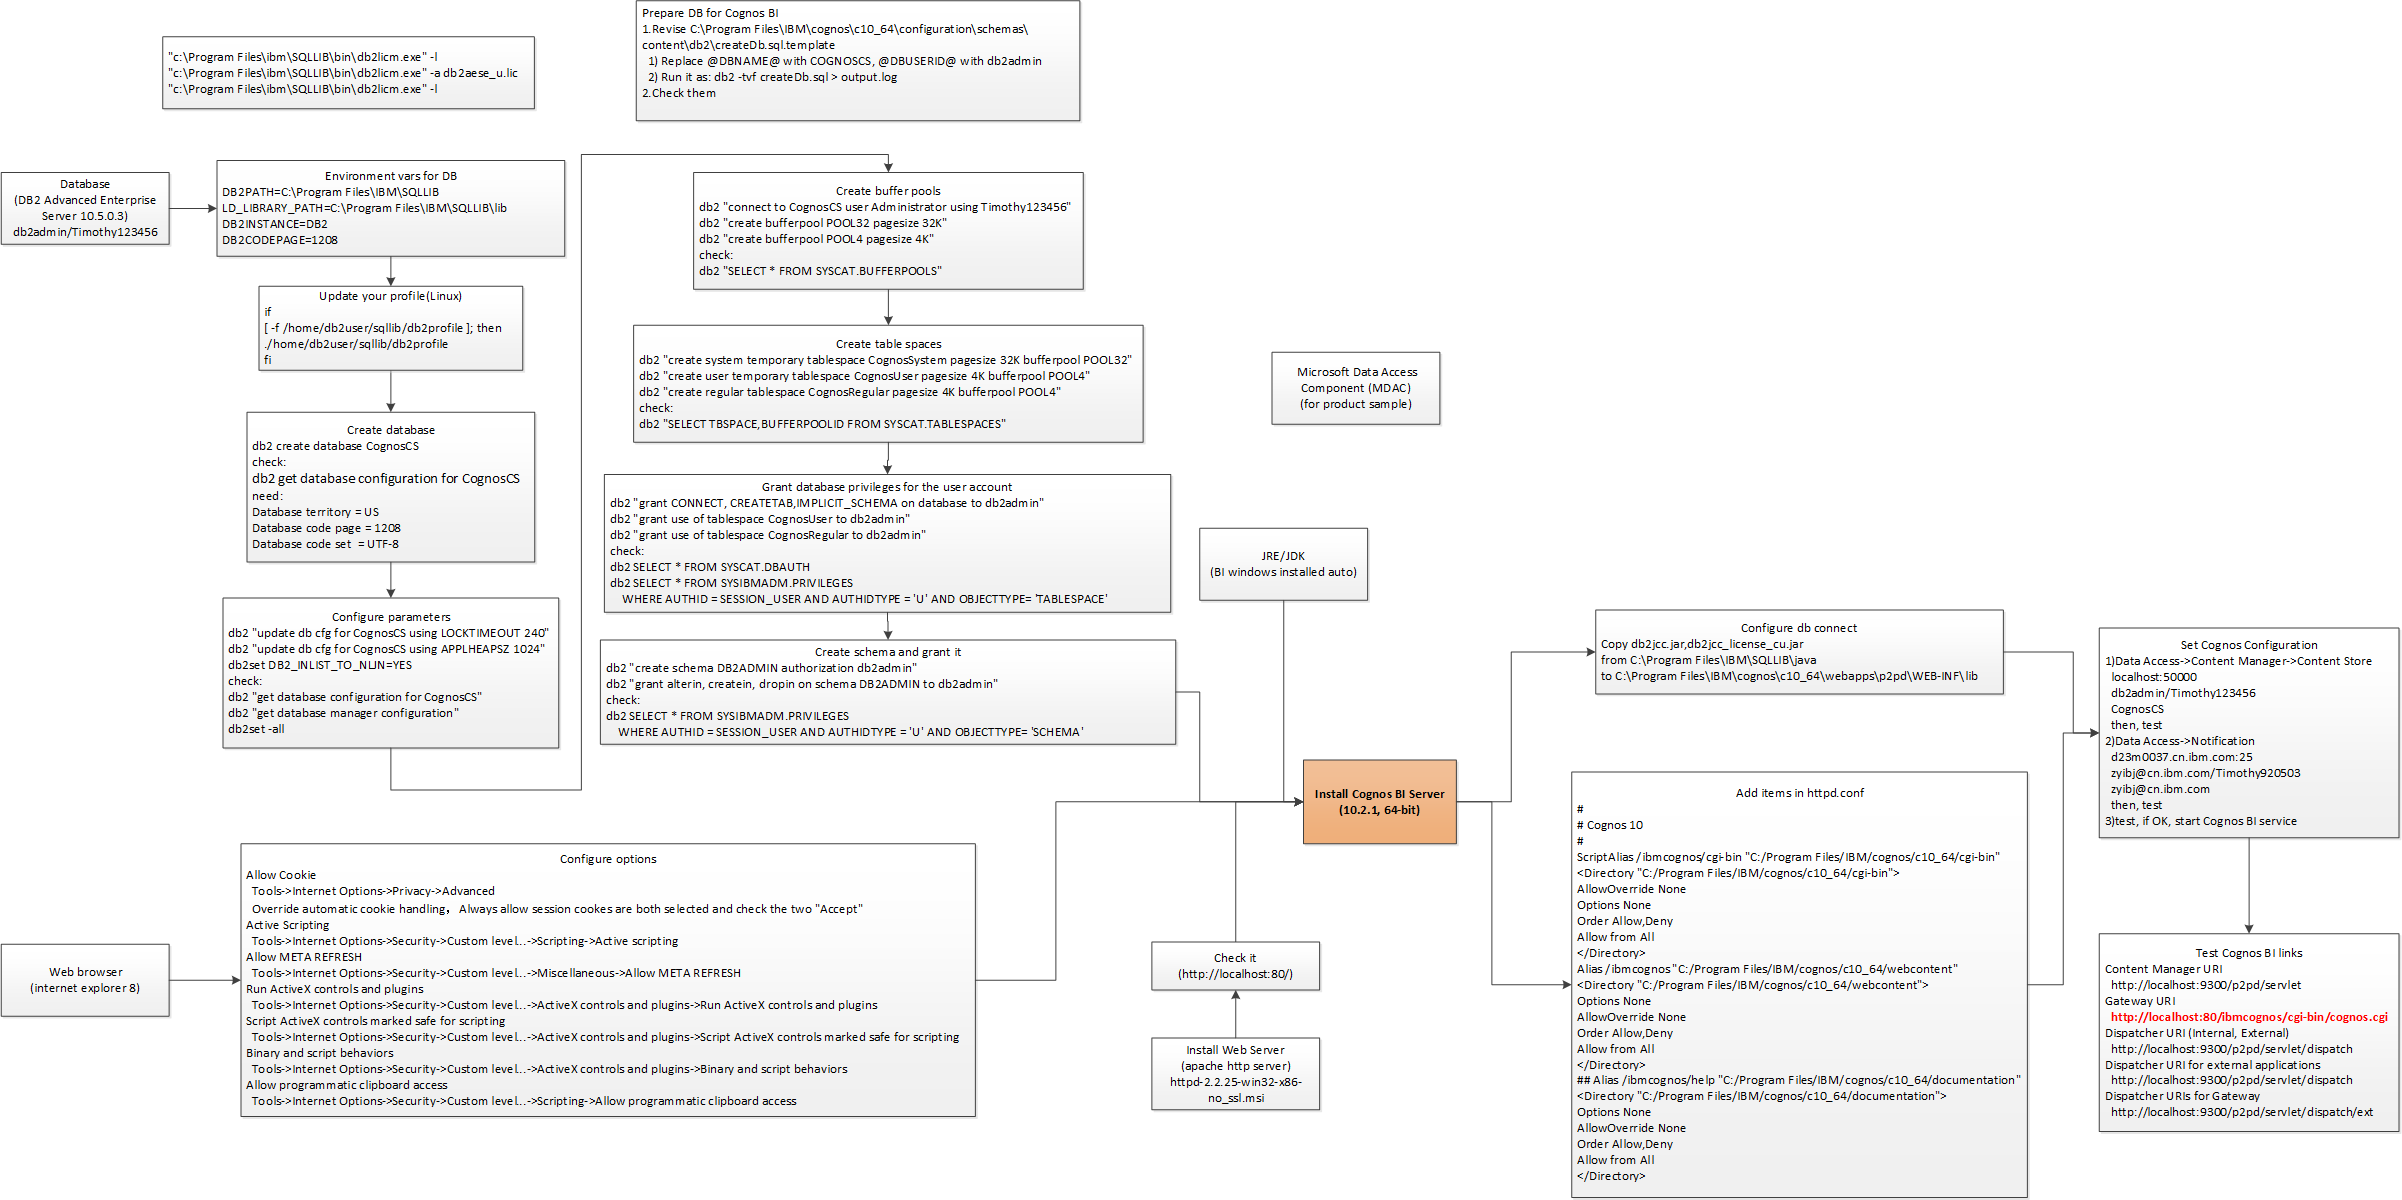 "c:\Program Files\ibm\SQLLIB\bin\db2licm.exe" -l
"c:\Program Files\ibm\SQLLIB\bin\db2licm.exe" -a db2aese_u.lic
"c:\Program Files\ibm\SQLLIB\bin\db2licm.exe" -l
Prepare DB for Cognos BI
1.Revise C:\Program Files\IBM\cognos\c10_64\configuration\schemas\
content\db2\createDb.sql.template
1) Replace @DBNAME@ with COGNOSCS, @DBUSERID@ with db2admin
2) Run it as: db2 -tvf createDb.sql > output.log
2.Check them
Database
(DB2 Advanced Enterprise
Server 10.5.0.3)
db2admin/Timothy123456
Environment vars for DB
DB2PATH=C:\Program Files\IBM\SQLLIB
LD_LIBRARY_PATH=C:\Program Files\IBM\SQLLIB\lib
DB2INSTANCE=DB2
DB2CODEPAGE=1208
Update your profile(Linux)
if
[ -f /home/db2user/sqllib/db2profile ]; then
./home/db2user/sqllib/db2profile
fi
Create database
db2 create database CognosCS
check:
db2 get database configuration for CognosCS
need:
Database territory = US
Database code page = 1208
Database code set  = UTF-8
Configure parameters
db2 "update db cfg for CognosCS using LOCKTIMEOUT 240"
db2 "update db cfg for CognosCS using APPLHEAPSZ 1024"
db2set DB2_INLIST_TO_NLJN=YES
check:
db2 "get database configuration for CognosCS"
db2 "get database manager configuration"
db2set -all
Create buffer pools
db2 "connect to CognosCS user Administrator using Timothy123456"
db2 "create bufferpool POOL32 pagesize 32K"
db2 "create bufferpool POOL4 pagesize 4K"
check:
db2 "SELECT * FROM SYSCAT.BUFFERPOOLS"
Create table spaces
db2 "create system temporary tablespace CognosSystem pagesize 32K bufferpool POOL32"
db2 "create user temporary tablespace CognosUser pagesize 4K bufferpool POOL4"
db2 "create regular tablespace CognosRegular pagesize 4K bufferpool POOL4"
check:
db2 "SELECT TBSPACE,BUFFERPOOLID FROM SYSCAT.TABLESPACES"
Grant database privileges for the user account
db2 "grant CONNECT, CREATETAB,IMPLICIT_SCHEMA on database to db2admin"
db2 "grant use of tablespace CognosUser to db2admin"
db2 "grant use of tablespace CognosRegular to db2admin"
check:
db2 SELECT * FROM SYSCAT.DBAUTH
db2 SELECT * FROM SYSIBMADM.PRIVILEGES
WHERE AUTHID = SESSION_USER AND AUTHIDTYPE = 'U' AND OBJECTTYPE= 'TABLESPACE'
Create schema and grant it
db2 "create schema DB2ADMIN authorization db2admin"
db2 "grant alterin, createin, dropin on schema DB2ADMIN to db2admin"
check:
db2 SELECT * FROM SYSIBMADM.PRIVILEGES
WHERE AUTHID = SESSION_USER AND AUTHIDTYPE = 'U' AND OBJECTTYPE= 'SCHEMA'
Microsoft Data Access
Component (MDAC)
(for product sample)
JRE/JDK
(BI windows installed auto)
Web browser
(internet explorer 8)
Configure options
Allow Cookie
Tools->Internet Options->Privacy->Advanced
Override automatic cookie handling，Always allow session cookes are both selected and check the two "Accept"
Active Scripting
Tools->Internet Options->Security->Custom level...->Scripting->Active scripting
Allow META REFRESH
Tools->Internet Options->Security->Custom level...->Miscellaneous->Allow META REFRESH
Run ActiveX controls and plugins
Tools->Internet Options->Security->Custom level...->ActiveX controls and plugins->Run ActiveX controls and plugins
Script ActiveX controls marked safe for scripting
Tools->Internet Options->Security->Custom level...->ActiveX controls and plugins->Script ActiveX controls marked safe for scripting
Binary and script behaviors
Tools->Internet Options->Security->Custom level...->ActiveX controls and plugins->Binary and script behaviors
Allow programmatic clipboard access
Tools->Internet Options->Security->Custom level...->Scripting->Allow programmatic clipboard access
Check it
(http://localhost:80/)
Install Web Server
(apache http server)
httpd-2.2.25-win32-x86-
no_ssl.msi
Install Cognos BI Server
(10.2.1, 64-bit)
Configure db connect
Copy db2jcc.jar,db2jcc_license_cu.jar
from C:\Program Files\IBM\SQLLIB\java
to C:\Program Files\IBM\cognos\c10_64\webapps\p2pd\WEB-INF\lib
Add items in httpd.conf
#
# Cognos 10
#
ScriptAlias /ibmcognos/cgi-bin "C:/Program Files/IBM/cognos/c10_64/cgi-bin"
<Directory "C:/Program Files/IBM/cognos/c10_64/cgi-bin">
AllowOverride None
Options None
Order Allow,Deny
Allow from All
</Directory>
Alias /ibmcognos "C:/Program Files/IBM/cognos/c10_64/webcontent"
<Directory "C:/Program Files/IBM/cognos/c10_64/webcontent">
Options None
AllowOverride None
Order Allow,Deny
Allow from All
</Directory>
## Alias /ibmcognos/help "C:/Program Files/IBM/cognos/c10_64/documentation"
<Directory "C:/Program Files/IBM/cognos/c10_64/documentation">
Options None
AllowOverride None
Order Allow,Deny
Allow from All
</Directory>
Set Cognos Configuration
1)Data Access->Content Manager->Content Store
localhost:50000
db2admin/Timothy123456
CognosCS
then, test
2)Data Access->Notification
d23m0037.cn.ibm.com:25
zyibj@cn.ibm.com/Timothy920503
zyibj@cn.ibm.com
then, test
3)test, if OK, start Cognos BI service
Test Cognos BI links
Content Manager URI
http://localhost:9300/p2pd/servlet
Gateway URI
http://localhost:80/ibmcognos/cgi-bin/cognos.cgi
Dispatcher URI (Internal, External)
http://localhost:9300/p2pd/servlet/dispatch
Dispatcher URI for external applications
http://localhost:9300/p2pd/servlet/dispatch
Dispatcher URIs for Gateway
http://localhost:9300/p2pd/servlet/dispatch/ext